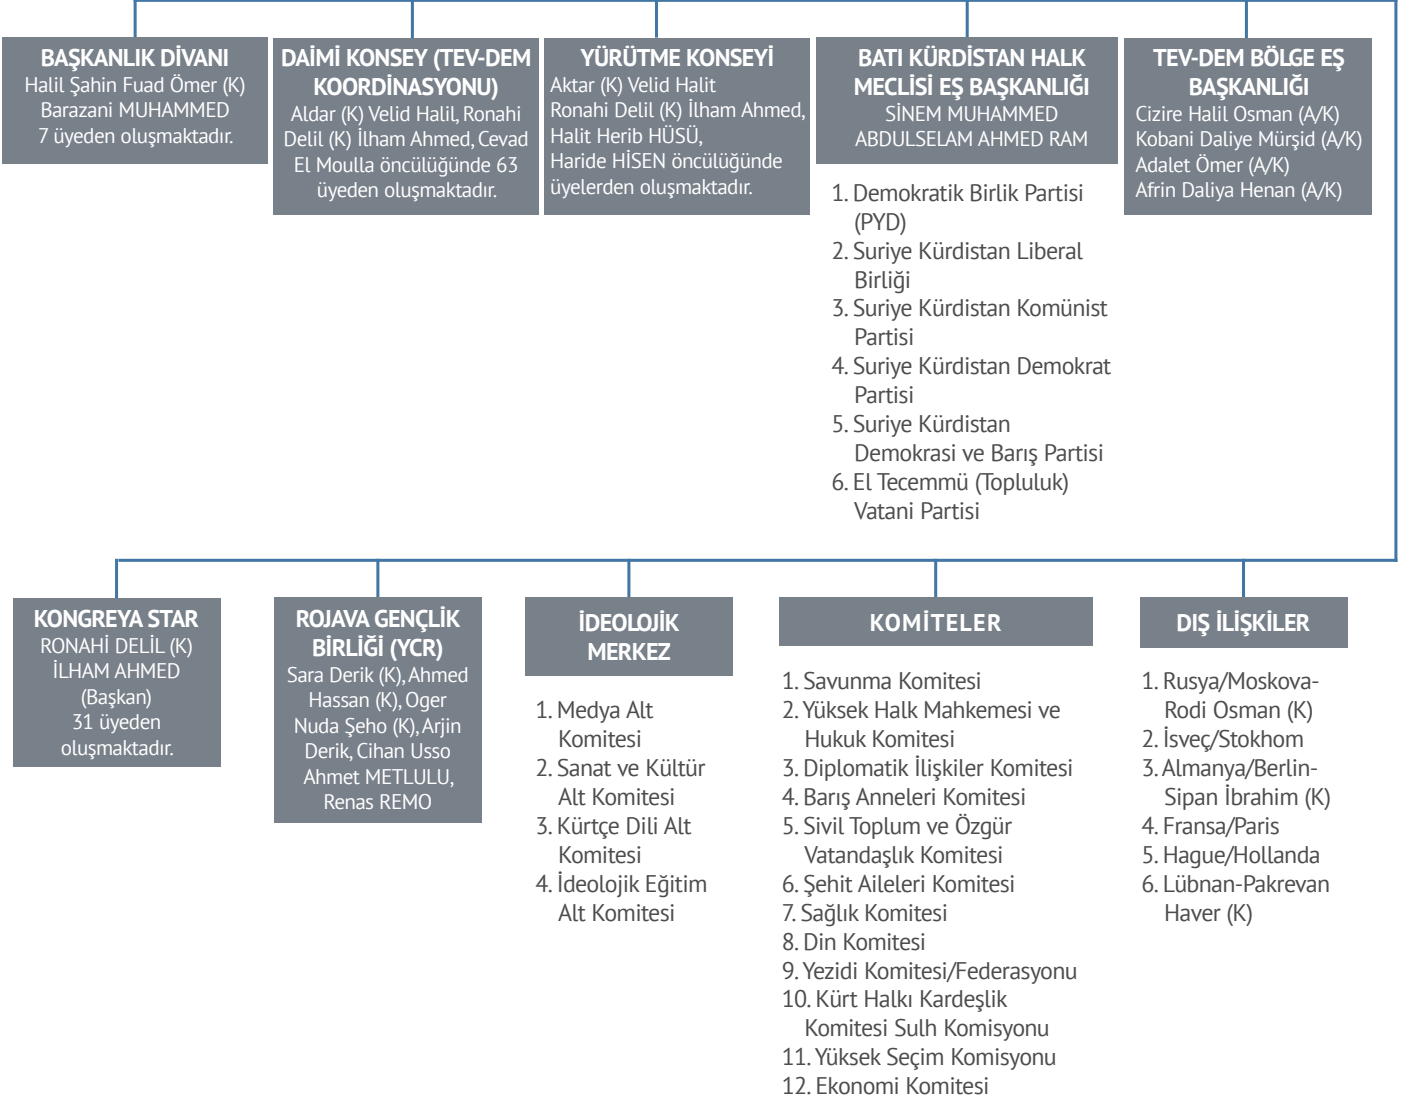 BAŞKANLIK DİVANI
Halil Şahin Fuad Ömer (K)
Barazani MUHAMMED
7 üyeden oluşmaktadır.
DAİMİ KONSEY (TEV-DEM
KOORDİNASYONU)
Aldar (K) Velid Halil, Ronahi
Delil (K) İlham Ahmed, Cevad
El Moulla öncülüğünde 63
üyeden oluşmaktadır.
YÜRÜTME KONSEYİ
Aktar (K) Velid Halit
Ronahi Delil (K) İlham Ahmed,
Halit Herib HÜSÜ,
Haride HİSEN öncülüğünde
üyelerden oluşmaktadır.
BATI KÜRDİSTAN HALK
MECLİSİ EŞ BAŞKANLIĞI
SİNEM MUHAMMED
ABDULSELAM AHMED RAM
1. Demokratik Birlik Partisi
(PYD)
2. Suriye Kürdistan Liberal
Birliği
3. Suriye Kürdistan Komünist
Partisi
4. Suriye Kürdistan Demokrat
Partisi
5. Suriye Kürdistan
Demokrasi ve Barış Partisi
6. El Tecemmü (Topluluk)
Vatani Partisi
TEV-DEM BÖLGE EŞ
BAŞKANLIĞI
Cizire Halil Osman (A/K)
Kobani Daliye Mürşid (A/K)
Adalet Ömer (A/K)
Afrin Daliya Henan (A/K)
KONGREYA STAR
RONAHİ DELİL (K)
İLHAM AHMED
(Başkan)
31 üyeden
oluşmaktadır.
ROJAVA GENÇLİK
BİRLİĞİ (YCR)
Sara Derik (K), Ahmed
Hassan (K), Oger
Nuda Şeho (K), Arjin
Derik, Cihan Usso
Ahmet METLULU,
Renas REMO
İDEOLOJİK
MERKEZ
1. Medya Alt
Komitesi
2. Sanat ve Kültür
Alt Komitesi
3. Kürtçe Dili Alt
Komitesi
4. İdeolojik Eğitim
Alt Komitesi
KOMİTELER
1. Savunma Komitesi
2. Yüksek Halk Mahkemesi ve
Hukuk Komitesi
3. Diplomatik İlişkiler Komitesi
4. Barış Anneleri Komitesi
5. Sivil Toplum ve Özgür
Vatandaşlık Komitesi
6. Şehit Aileleri Komitesi
7. Sağlık Komitesi
8. Din Komitesi
9. Yezidi Komitesi/Federasyonu
10. Kürt Halkı Kardeşlik
Komitesi Sulh Komisyonu
11. Yüksek Seçim Komisyonu
12. Ekonomi Komitesi
DIŞ İLİŞKİLER
1. Rusya/Moskova-
Rodi Osman (K)
2. İsveç/Stokhom
3. Almanya/Berlin-
Sipan İbrahim (K)
4. Fransa/Paris
5. Hague/Hollanda
6. Lübnan-Pakrevan
Haver (K)